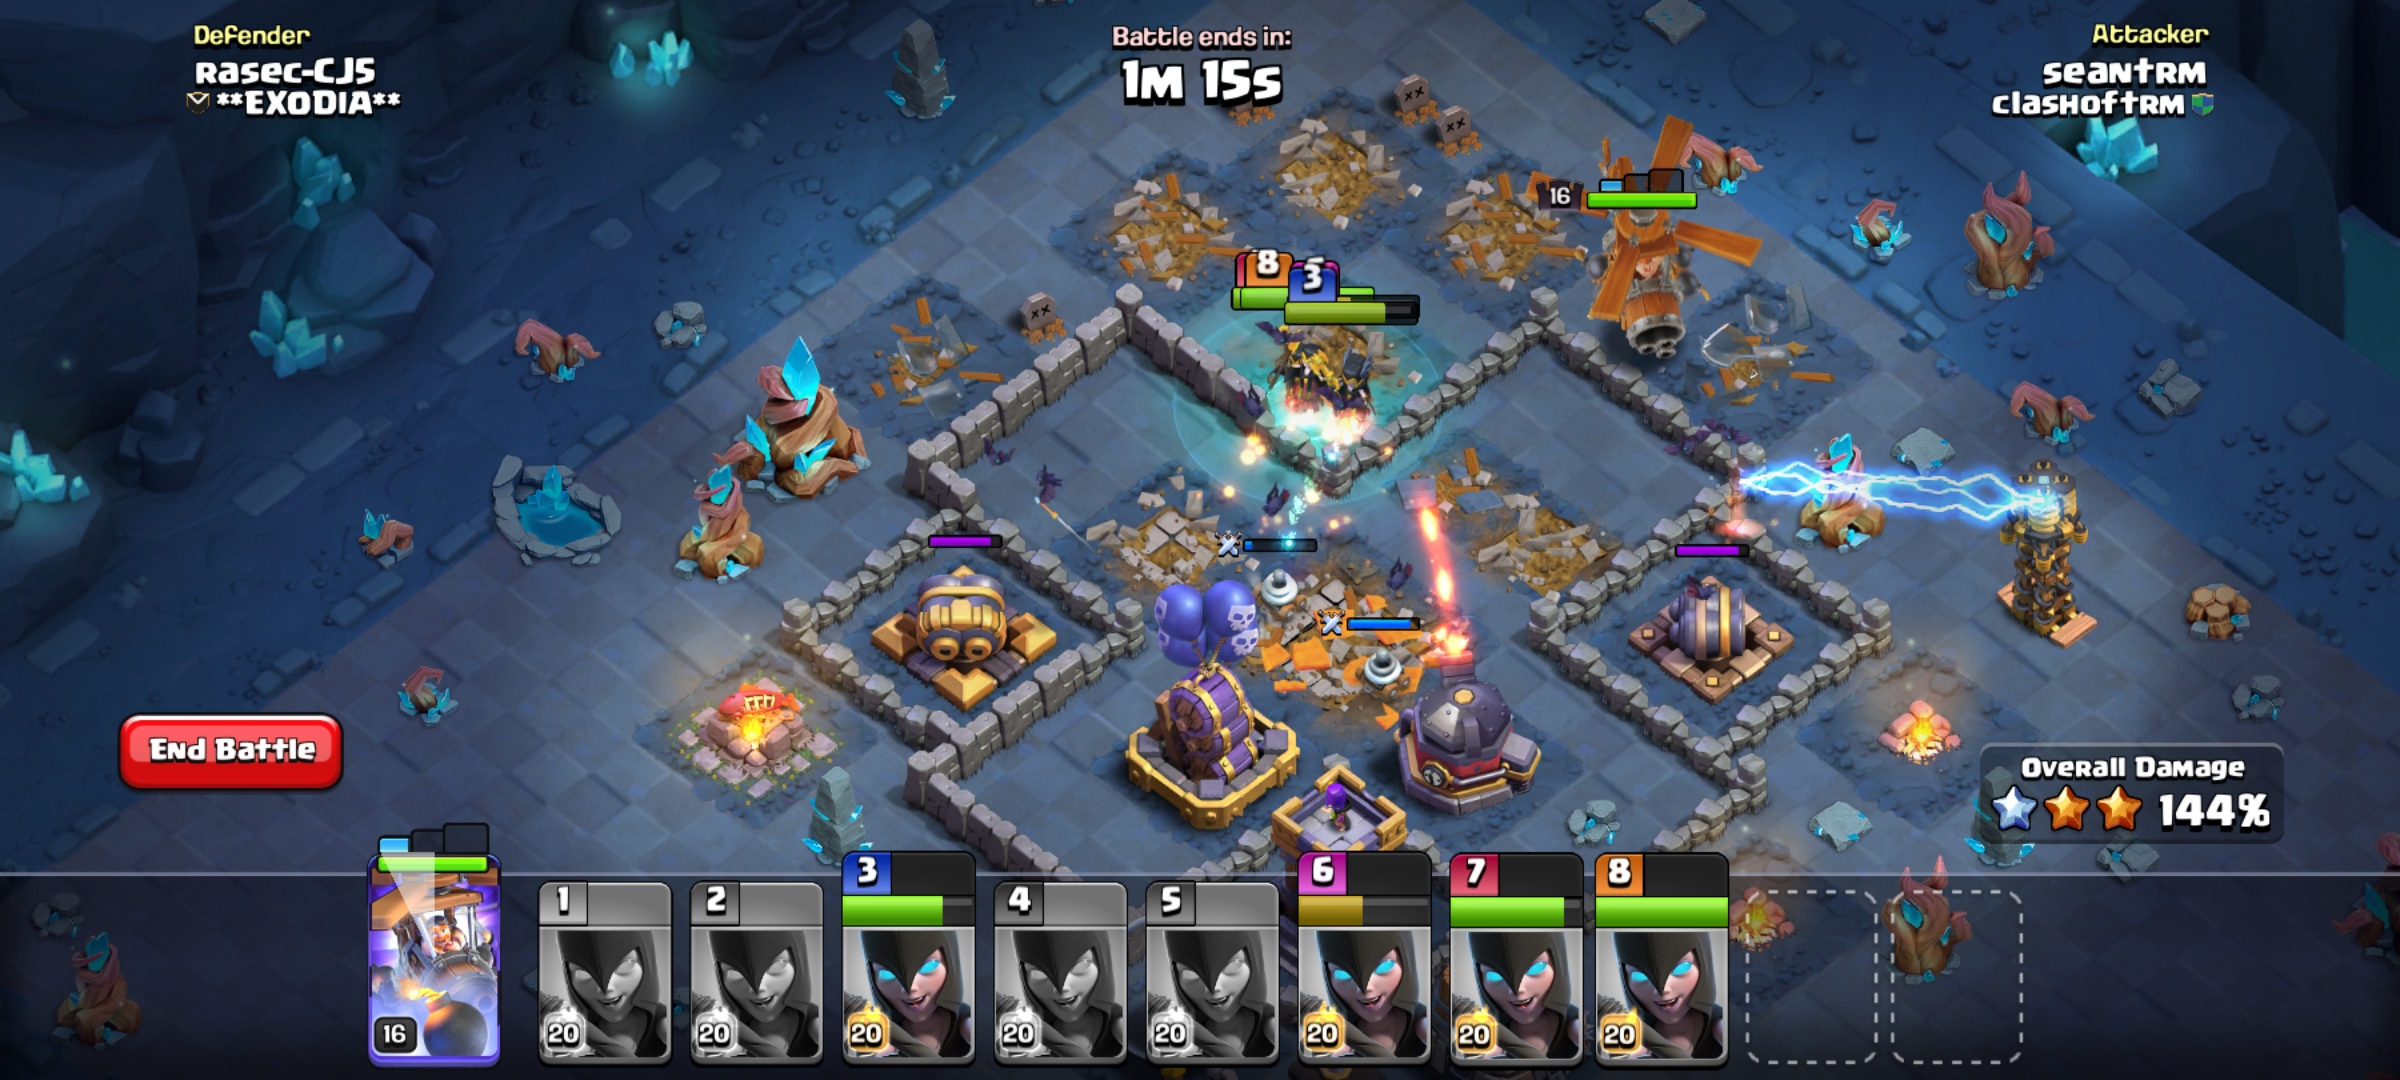 Defender
Rasec-CJ5
**EXODIA**
Battle ends in:
1M 15s
Attacker
seantRM
clashoftRM
16
8
3
End Battle
Overall Damage
144%
16
1
20
2
20
3
20
4
20
5
20
6
20
7
20
8
20